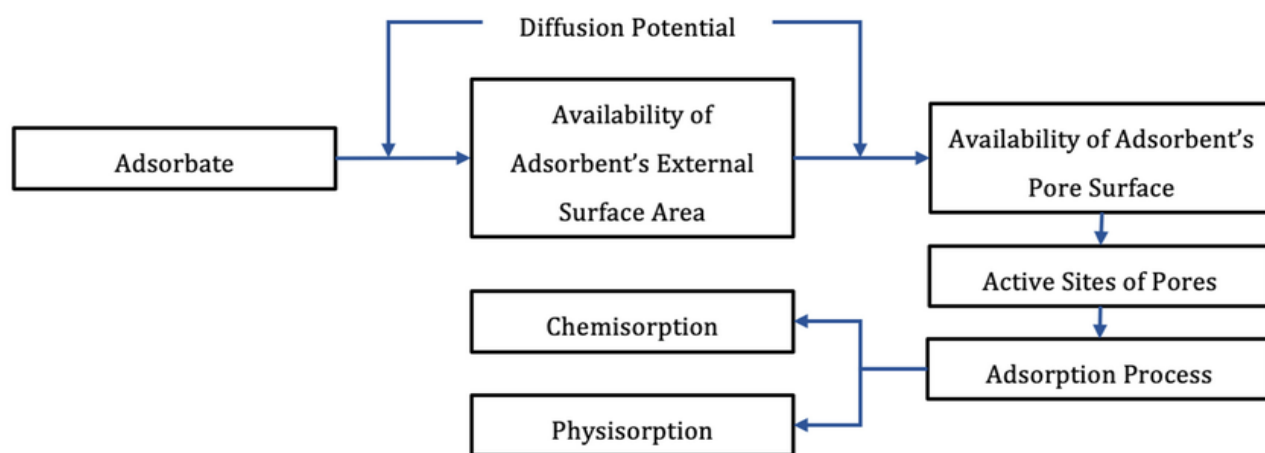 Diffusion Potential
Adsorbate
Availability of
Adsorbent’s External
Surface Area
Availability of Adsorbent’s
Pore Surface
Active Sites of Pores
Adsorption Process
Chemisorption
Physisorption